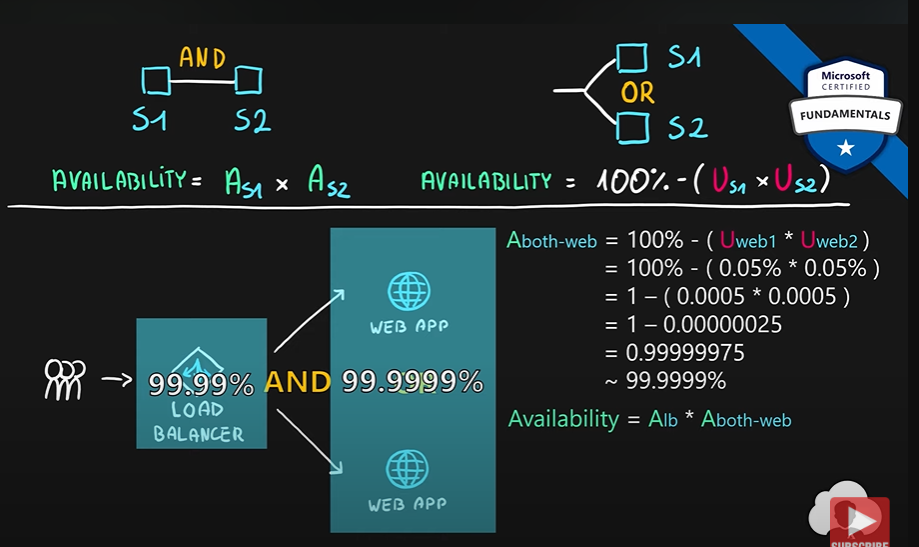 AND
S1 S2
S1
OR
S2
Microsoft
CERTIFIED
FUNDAMENTALS
AVAILABILITY = AS1 × AS2
AVAILABILITY = 100% - ( US1 × US2 )
WEB APP
99.99% AND 99.9999%
LOAD
BALANCER
WEB APP
Aboth-web = 100% - ( Uweb1 * Uweb2 )
= 100% - ( 0.05% * 0.05% )
= 1 – ( 0.0005 * 0.0005 )
= 1 – 0.00000025
= 0.99999975
~ 99.9999%
Availability = Alb * Aboth-web
SUBSCRIBE